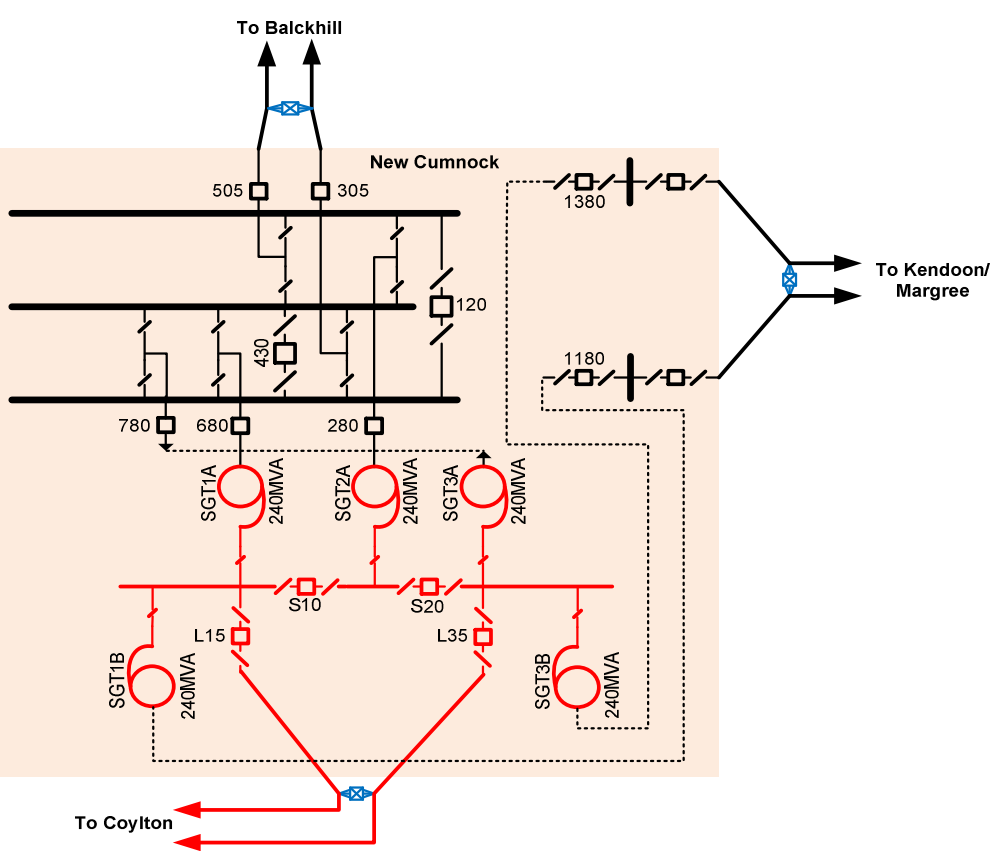 To Balckhill
New Cumnock
505
305
1380
To Kendoon/
Margree
120
430
1180
780
680
280
SGT1A
240MVA
SGT2A
240MVA
SGT3A
240MVA
S10
S20
L15
L35
SGT1B
240MVA
SGT3B
240MVA
To Coylton